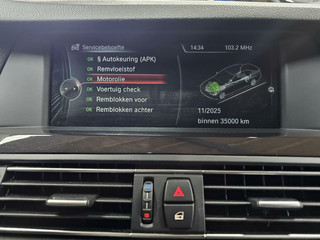 Servicebehoefte
14:34
103.2 MHz
OK § Autokeuring (APK)
OK Remvloeistof
OK Motorolie
OK Voertuig check
OK Remblokken voor
OK Remblokken achter
11/2025
binnen 35000 km